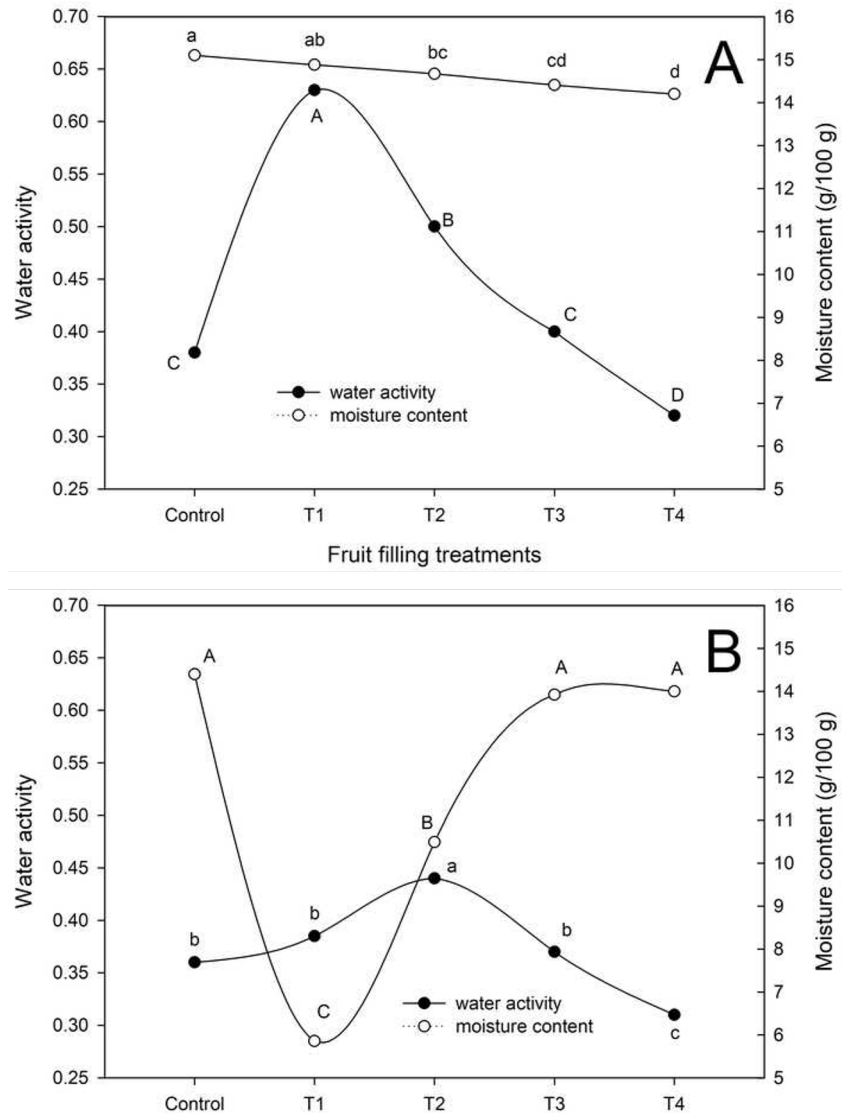 0.70
0.65
0.60
0.55
0.50
0.45
0.40
0.35
0.30
0.25
Water activity
16
15
14
13
12
11
10
9
8
7
6
5
Moisture content (g/100 g)
A
a
ab
bc
cd
d
C
A
B
C
D
water activity
moisture content
Control T1 T2 T3 T4
Fruit filling treatments
0.70
0.65
0.60
0.55
0.50
0.45
0.40
0.35
0.30
0.25
Water activity
16
15
14
13
12
11
10
9
8
7
6
5
Moisture content (g/100 g)
B
A
C
B
A
A
b
b
a
b
c
water activity
moisture content
Control T1 T2 T3 T4